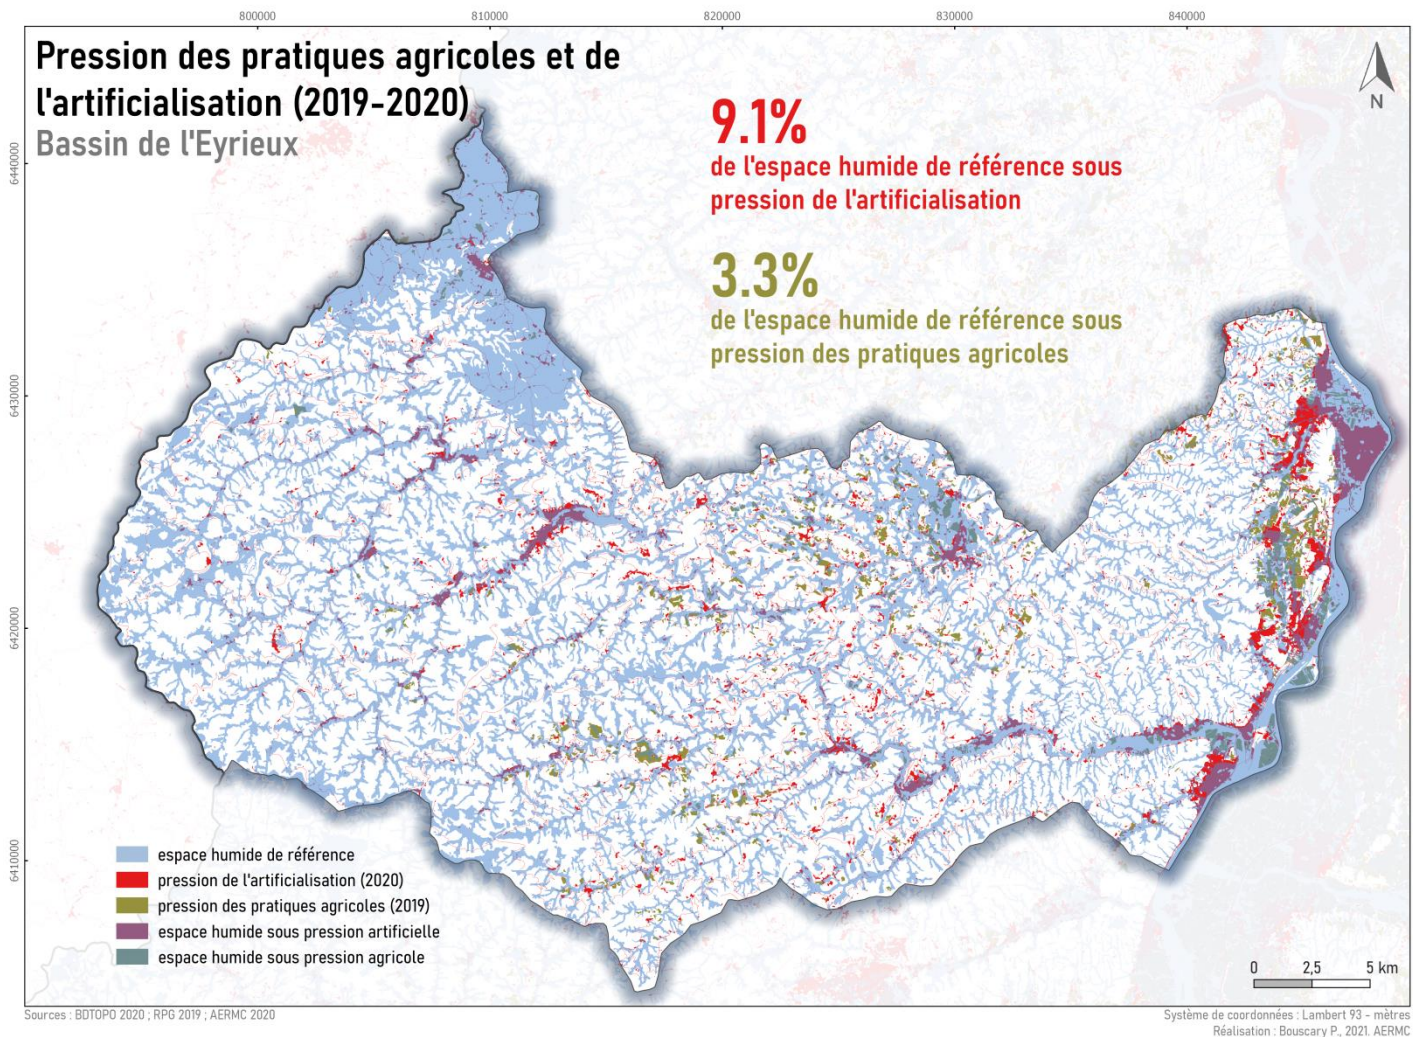 800000
810000
820000
830000
840000
Pression des pratiques agricoles et de
l'artificialisation (2019-2020)
Bassin de l'Eyrieux
N
9.1%
de l'espace humide de référence sous
pression de l'artificialisation
3.3%
de l'espace humide de référence sous
pression des pratiques agricoles
6440000
6430000
6420000
6410000
espace humide de référence
pression de l'artificialisation (2020)
pression des pratiques agricoles (2019)
espace humide sous pression artificielle
espace humide sous pression agricole
0 2,5 5 km
Sources : BDTOPO 2020 ; RPG 2019 ; AERMC 2020
Système de coordonnées : Lambert 93 - mètres
Réalisation : Bouscary P., 2021. AERMC